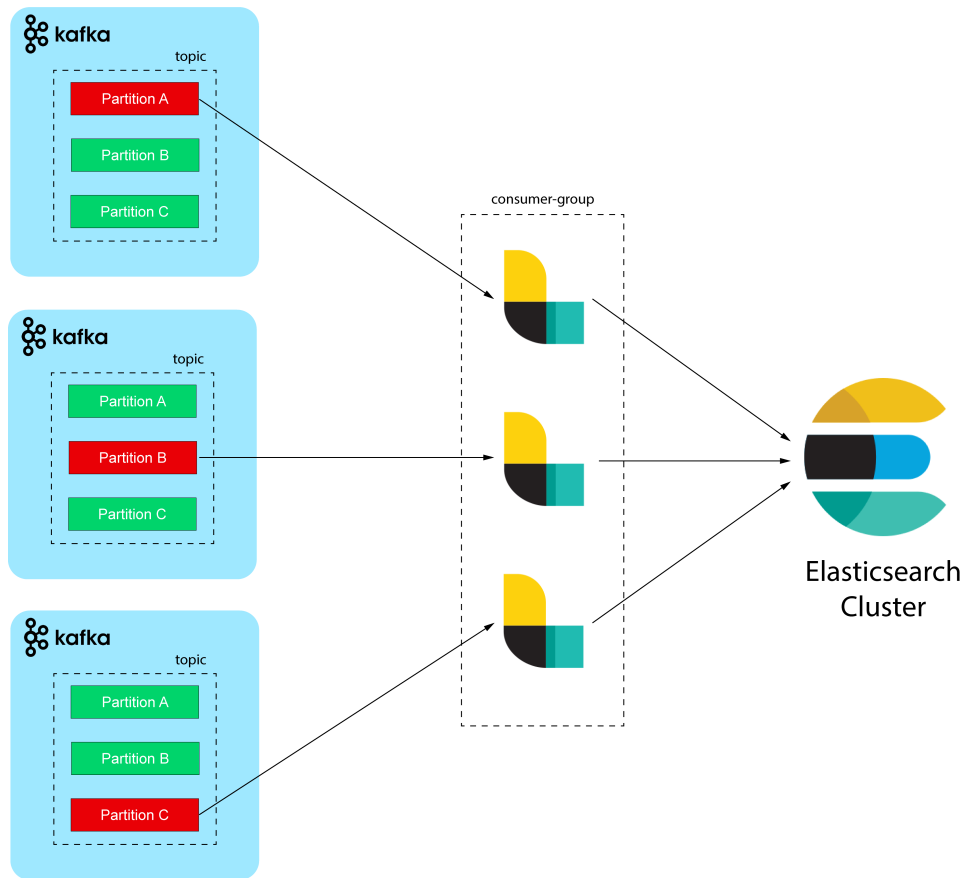 kafka
topic
Partition A
Partition B
Partition C
kafka
topic
Partition A
Partition B
Partition C
kafka
topic
Partition A
Partition B
Partition C
consumer-group
Elasticsearch
Cluster